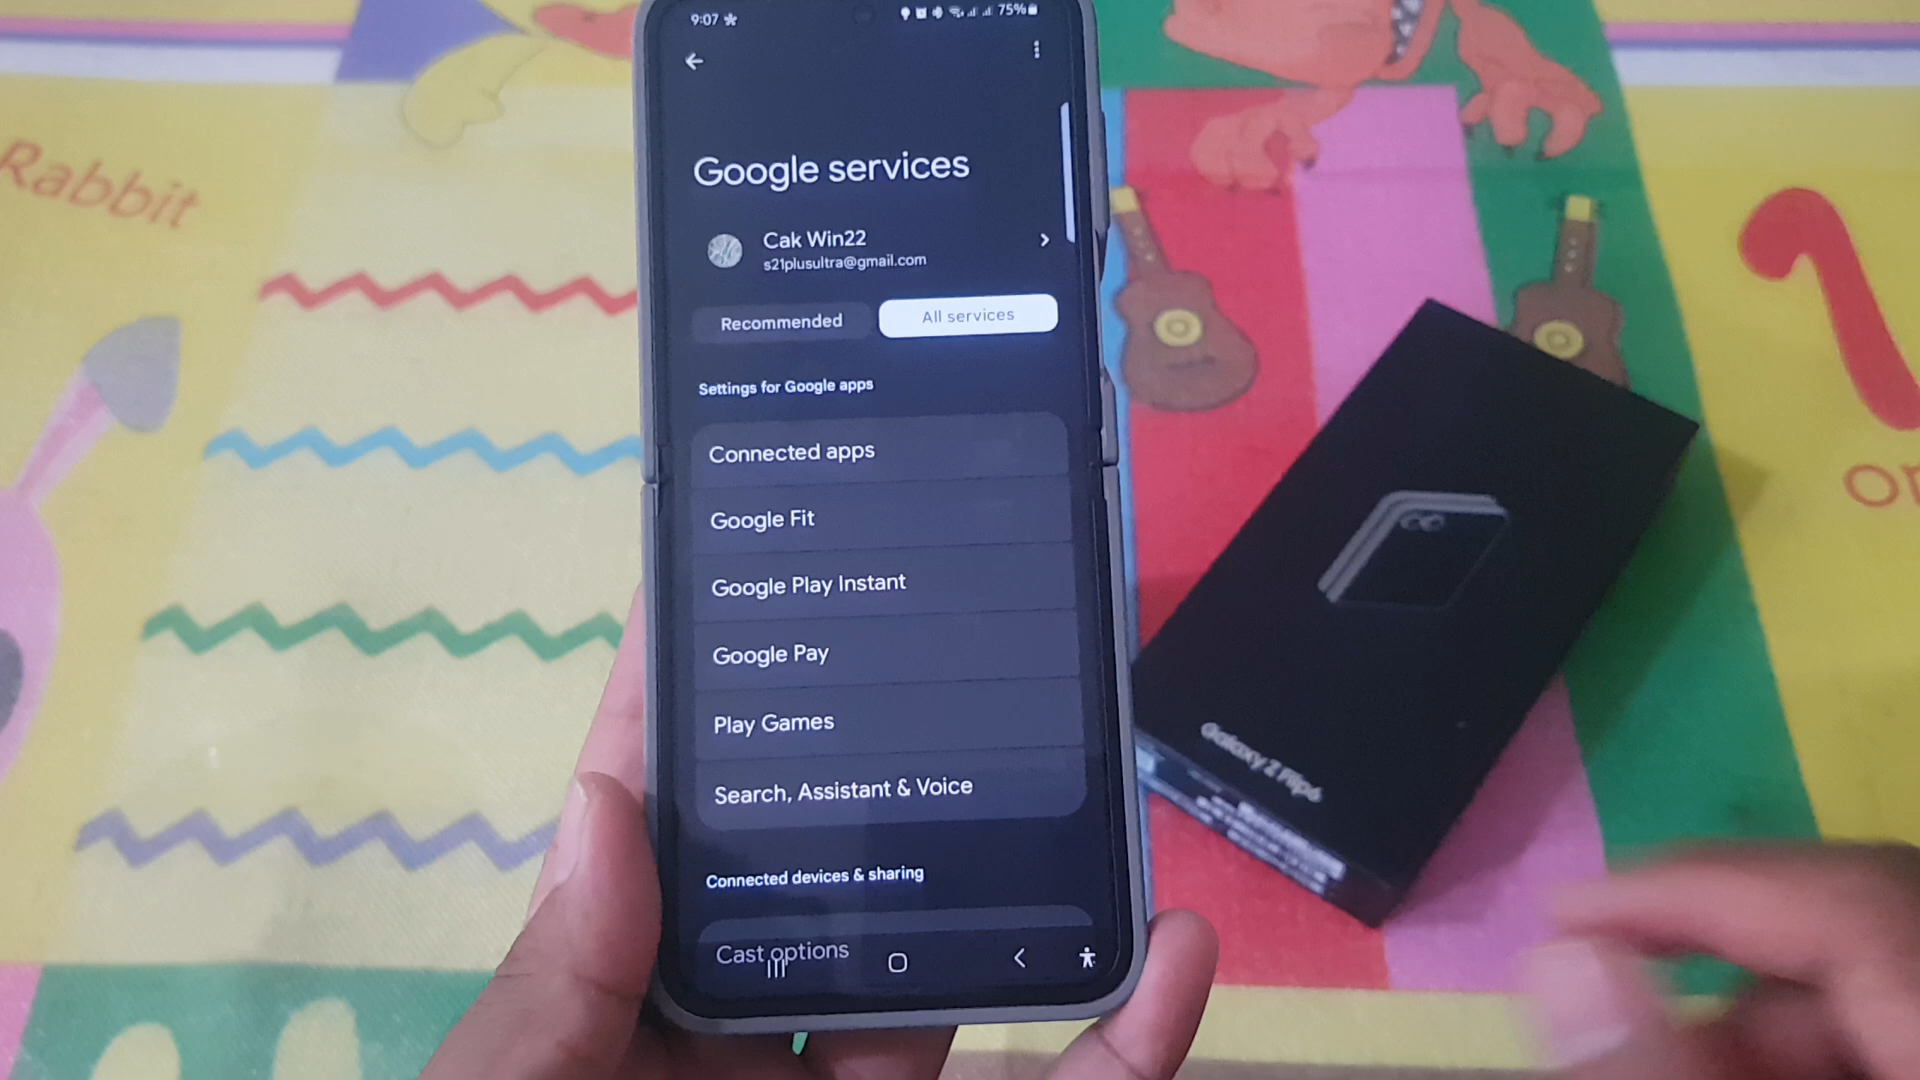 9:07
75%
Google services
Cak Win22
s21plusultra@gmail.com
Recommended
All services
Settings for Google apps
Connected apps
Google Fit
Google Play Instant
Google Pay
Play Games
Search, Assistant & Voice
Connected devices & sharing
Cast options
Rabbit
or
Galaxy Z Flip6